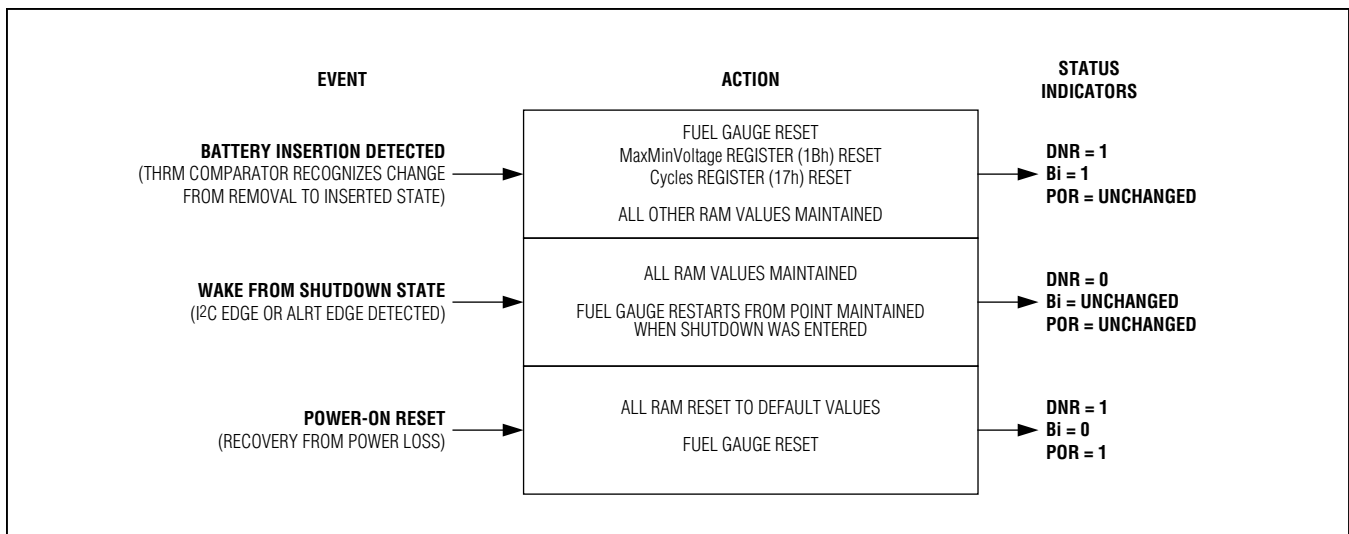 EVENT
ACTION
STATUS
INDICATORS
BATTERY INSERTION DETECTED
(THRM COMPARATOR RECOGNIZES CHANGE
FROM REMOVAL TO INSERTED STATE)
FUEL GAUGE RESET
MaxMinVoltage REGISTER (1Bh) RESET
Cycles REGISTER (17h) RESET
ALL OTHER RAM VALUES MAINTAINED
DNR = 1
Bi = 1
POR = UNCHANGED
WAKE FROM SHUTDOWN STATE
(I2C EDGE OR ALRT EDGE DETECTED)
ALL RAM VALUES MAINTAINED
FUEL GAUGE RESTARTS FROM POINT MAINTAINED
WHEN SHUTDOWN WAS ENTERED
DNR = 0
Bi = UNCHANGED
POR = UNCHANGED
POWER-ON RESET
(RECOVERY FROM POWER LOSS)
ALL RAM RESET TO DEFAULT VALUES
FUEL GAUGE RESET
DNR = 1
Bi = 0
POR = 1